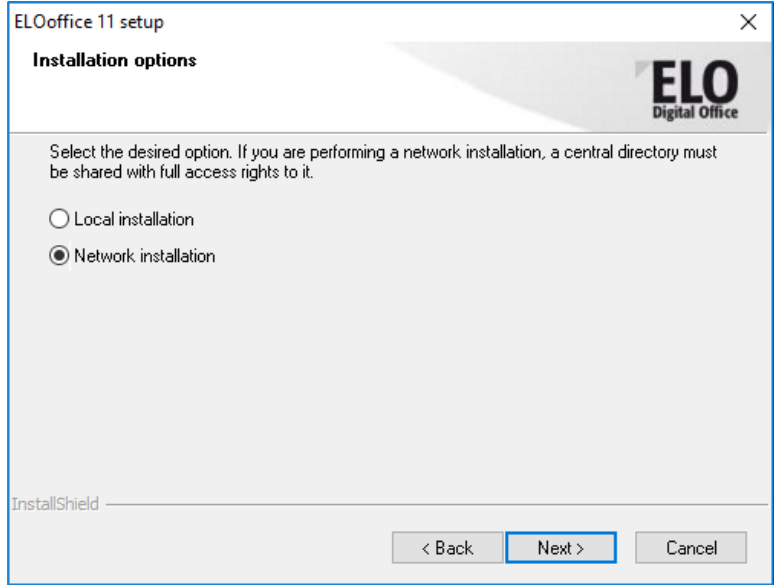 ELOoffice 11 setup
Installation options
ELO
Digital Office
Select the desired option. If you are performing a network installation, a central directory must
be shared with full access rights to it.
Local installation
Network installation
InstallShield
< Back
Next >
Cancel